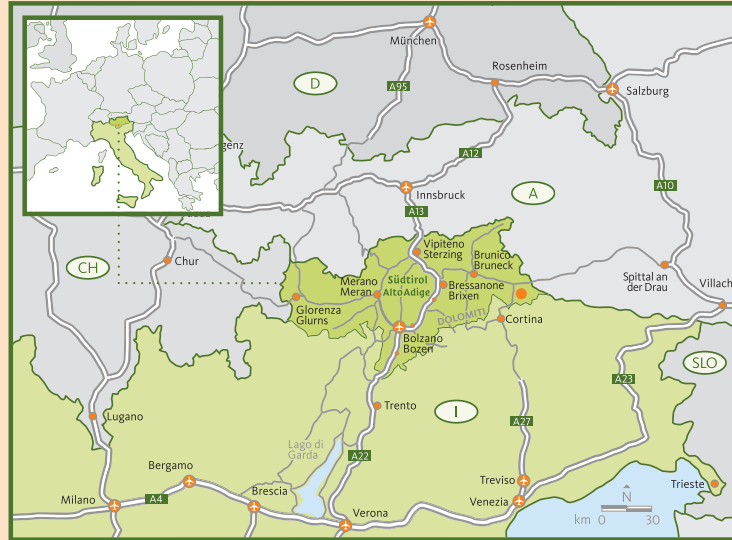 München
Rosenheim
D
A95
Salzburg
genz
A12
Innsbruck
A
A10
A13
CH
Chur
Vipiteno
Sterzing
Brunico
Bruneck
Spittal an
der Drau
Villach
Merano
Meran
Südtirol
Alto Adige
Bressanone
Brixen
Glorenza
Glurns
DOLOMITI
Cortina
Bolzano
Bozen
SLO
A23
Lugano
Trento
I
A27
Lago di
Garda
A22
Bergamo
Treviso
Trieste
Milano
A4
Brescia
Venezia
N
Verona
km 0 30